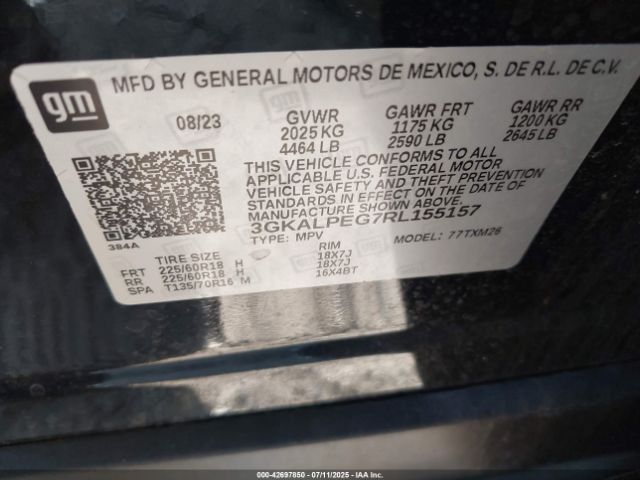 gm
MFD BY GENERAL MOTORS DE MEXICO, S. DE R.L. DE C.V.
08/23
GVWR
2025 KG
4464 LB
GAWR FRT
1175 KG
2590 LB
GAWR RR
1200 KG
2645 LB
THIS VEHICLE CONFORMS TO ALL
APPLICABLE U.S. FEDERAL MOTOR
VEHICLE SAFETY AND THEFT PREVENTION
STANDARDS IN EFFECT ON THE DATE OF
MANUFACTURE SHOWN ABOVE.
3GKALPEG7RL155157
TYPE: MPV
MODEL: 77TXM26
384A
TIRE SIZE RIM
FRT 225/60R18 H 18X7J
RR 225/60R18 H 18X7J
SPA T135/70R16 M 16X4BT
000-42697850 - 07/11/2025 - IAAI, Inc.